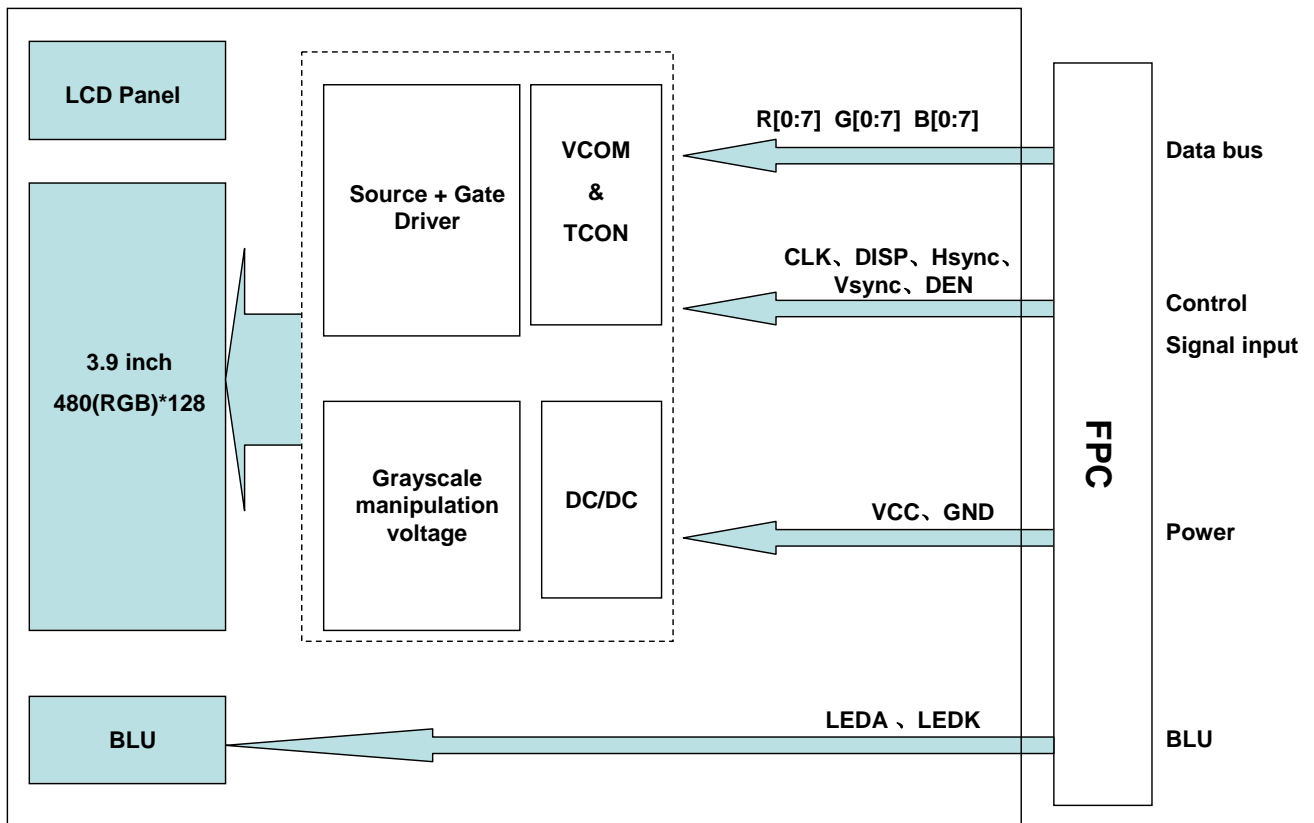 LCD Panel
3.9 inch
480(RGB)*128
BLU
Source + Gate
Driver
VCOM
&
TCON
Grayscale
manipulation
voltage
DC/DC
R[0:7] G[0:7] B[0:7]
CLK、DISP、Hsync、
Vsync、DEN
VCC、GND
LEDA 、LEDK
FPC
Data bus
Control
Signal input
Power
BLU